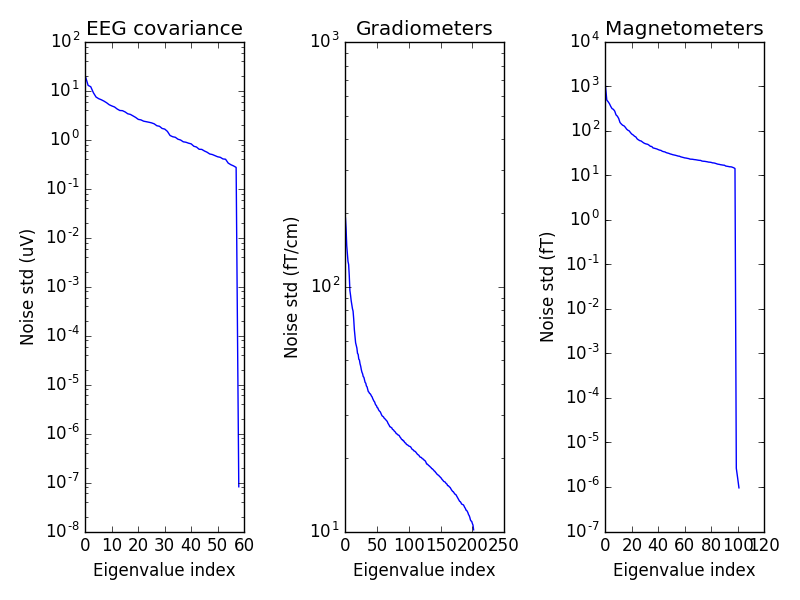 EEG covariance
Noise std (uV)
10^2
10^1
10^0
10^-1
10^-2
10^-3
10^-4
10^-5
10^-6
10^-7
10^-8
0 10 20 30 40 50 60
Eigenvalue index
Gradiometers
Noise std (fT/cm)
10^3
10^2
10^1
0 50 100 150 200 250
Eigenvalue index
Magnetometers
Noise std (fT)
10^4
10^3
10^2
10^1
10^0
10^-1
10^-2
10^-3
10^-4
10^-5
10^-6
10^-7
0 20 40 60 80 100 120
Eigenvalue index